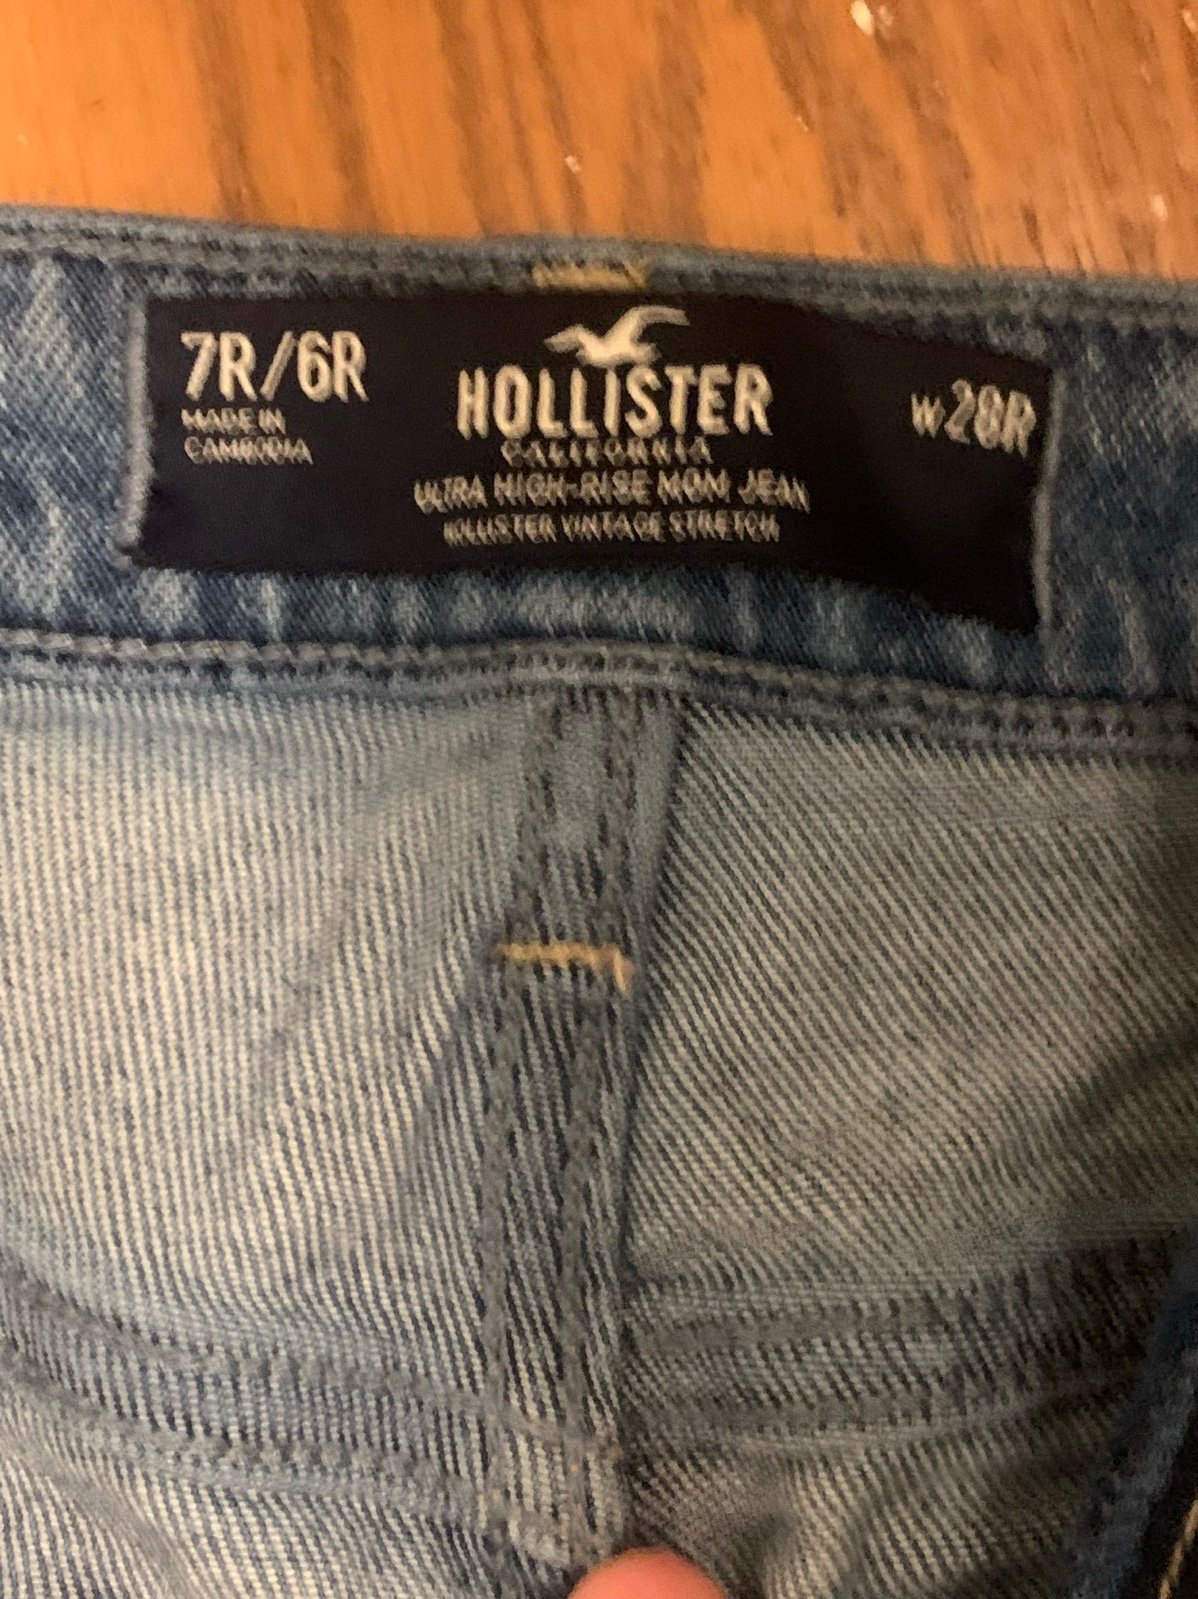 7R/6R
MADE IN
CAMBODIA
HOLLISTER
CALIFORNIA
ULTRA HIGH-RISE MOM JEAN
HOLLISTER VINTAGE STRETCH
W28R